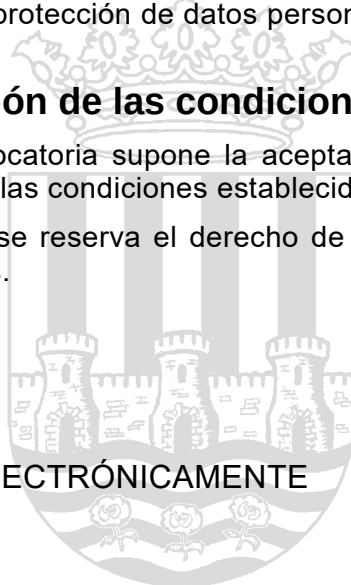 protección de datos person
ón de las condicion
ocatoria supone la acepta
las condiciones establecid
se reserva el derecho de
.
ECTRÓNICAMENTE